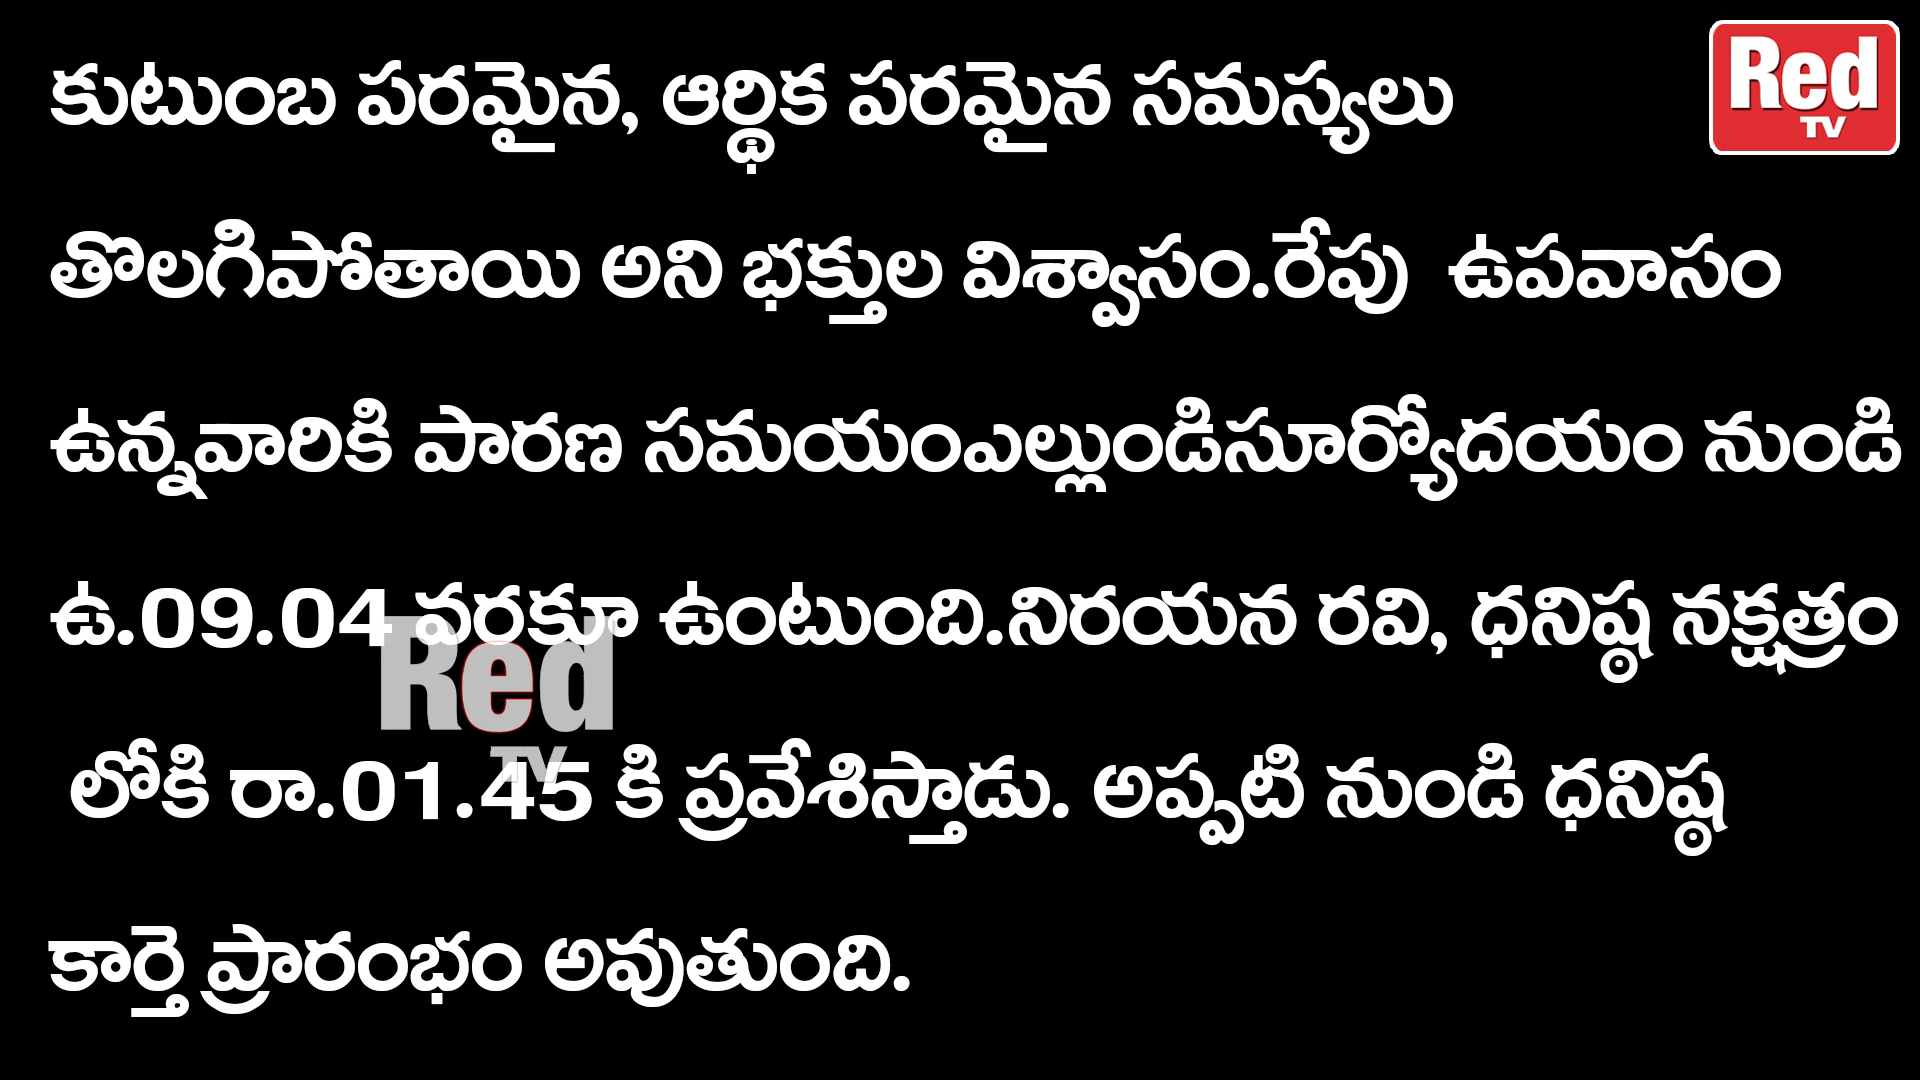 కుటుంబ పరమైన, ఆర్థిక పరమైన సమస్యలు
Red
TV
తొలగిపోతాయి అని భక్తుల విశ్వాసం.రేపు  ఉపవాసం
ఉన్నవారికి పారణ సమయంఎల్లుండిసూర్యోదయం నుండి
ఉ.09.04 వరకూ ఉంటుంది.నిరయన రవి, ధనిష్ఠ నక్షత్రం
Red
TV
లోకి రా.01.45 కి ప్రవేశిస్తాడు. అప్పటి నుండి ధనిష్ఠ
కార్తె ప్రారంభం అవుతుంది.